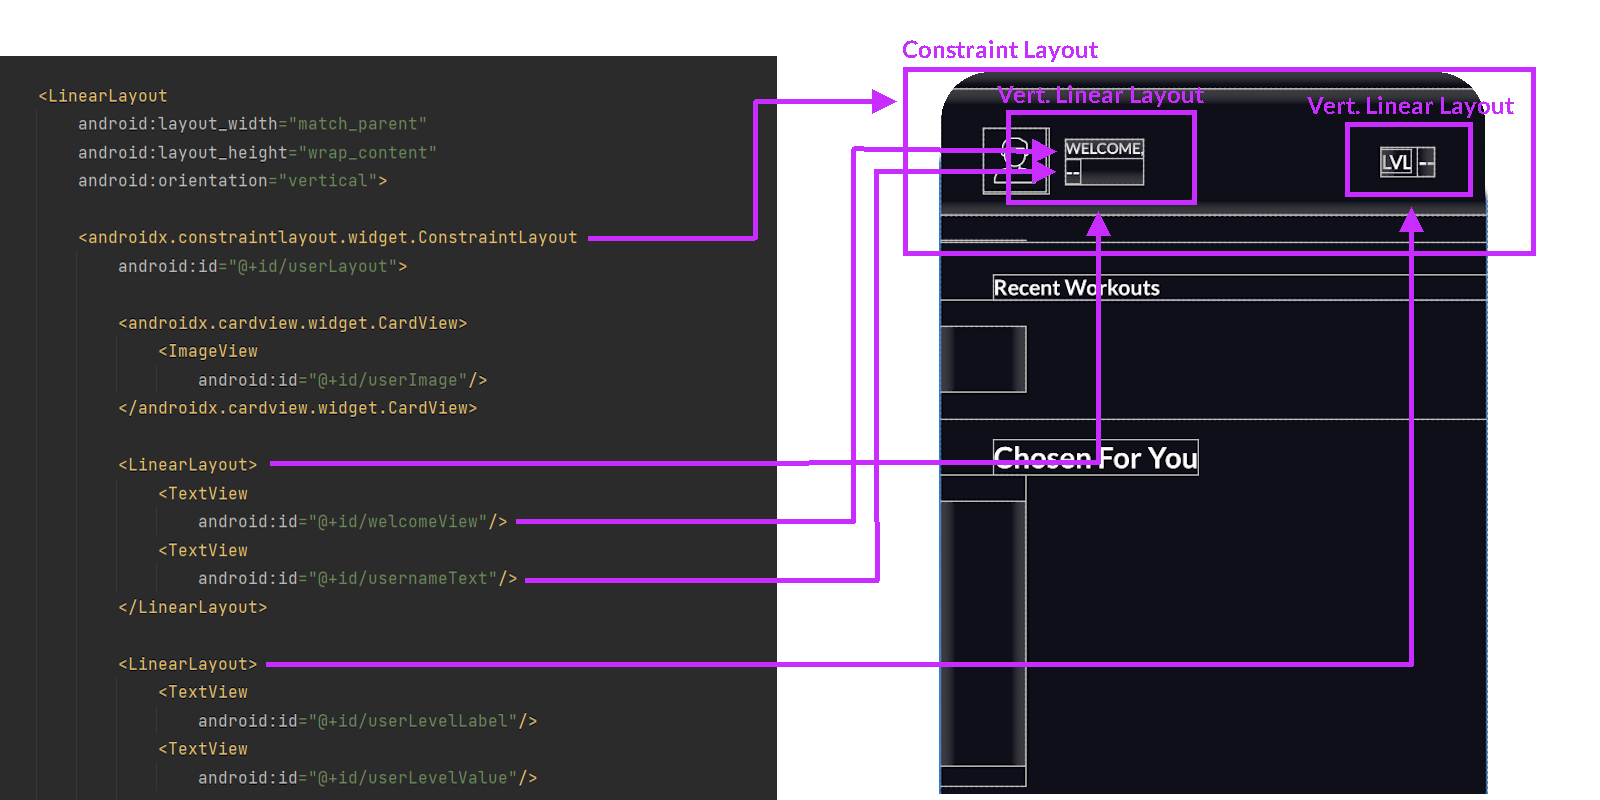 Constraint Layout
<LinearLayout
android:layout_width="match_parent"
android:layout_height="wrap_content"
android:orientation="vertical">
<androidx.constraintlayout.widget.ConstraintLayout
android:id="@+id/userLayout">
<androidx.cardview.widget.CardView>
<ImageView
android:id="@+id/userImage"/>
</androidx.cardview.widget.CardView>
<LinearLayout>
<TextView
android:id="@+id/welcomeView"/>
<TextView
android:id="@+id/usernameText"/>
</LinearLayout>
<LinearLayout>
<TextView
android:id="@+id/userLevelLabel"/>
<TextView
android:id="@+id/userLevelValue"/>
Vert. Linear Layout
Vert. Linear Layout
WELCOME,
--
LVL --
Recent Workouts
Chosen For You